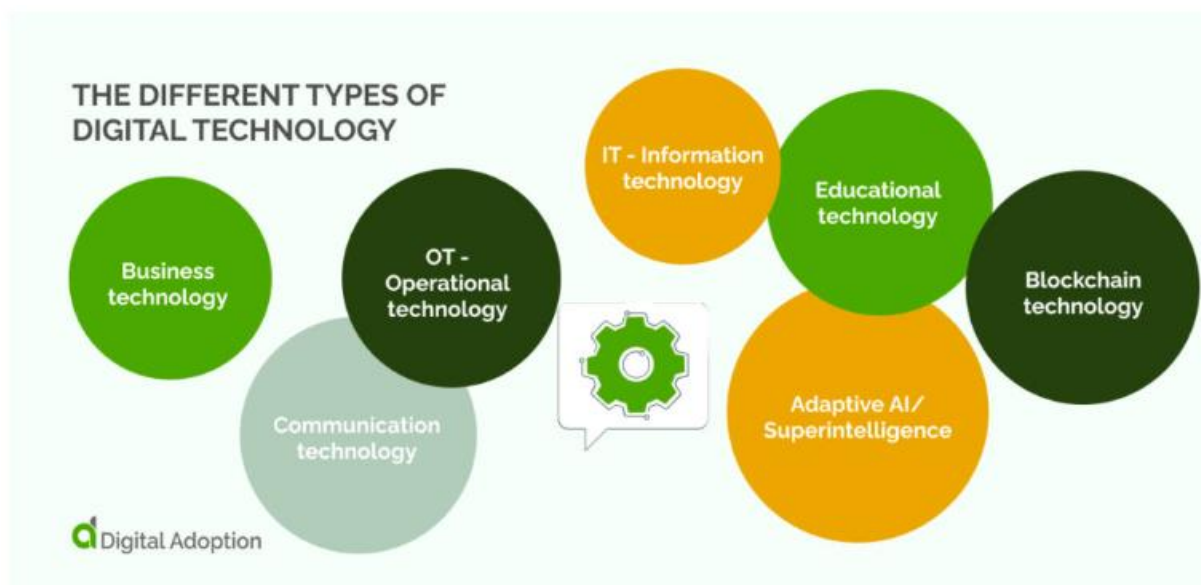 THE DIFFERENT TYPES OF
DIGITAL TECHNOLOGY
Business
technology
OT -
Operational
technology
Communication
technology
IT - Information
technology
Educational
technology
Blockchain
technology
Adaptive AI/
Superintelligence
Digital Adoption